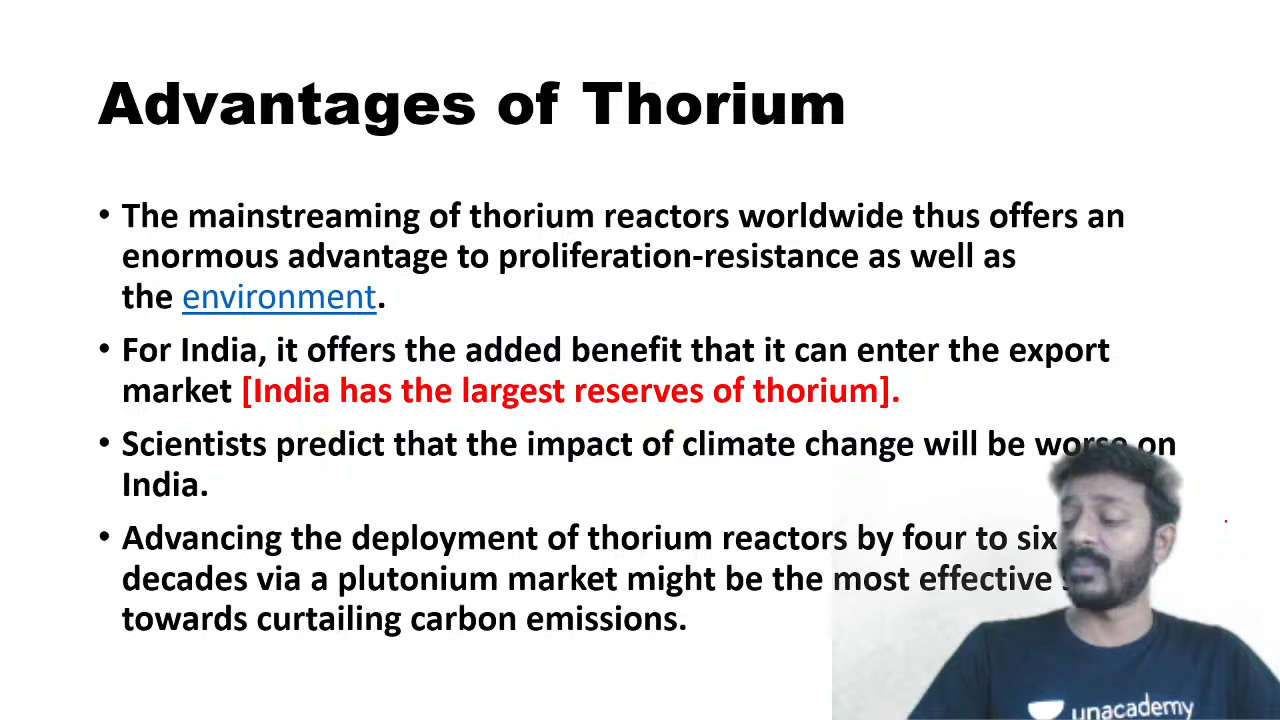 Advantages of Thorium
• The mainstreaming of thorium reactors worldwide thus offers an
enormous advantage to proliferation-resistance as well as
the environment.
• For India, it offers the added benefit that it can enter the export
market [India has the largest reserves of thorium].
• Scientists predict that the impact of climate change will be worse on
India.
• Advancing the deployment of thorium reactors by four to six
decades via a plutonium market might be the most effective
towards curtailing carbon emissions.
unacademy